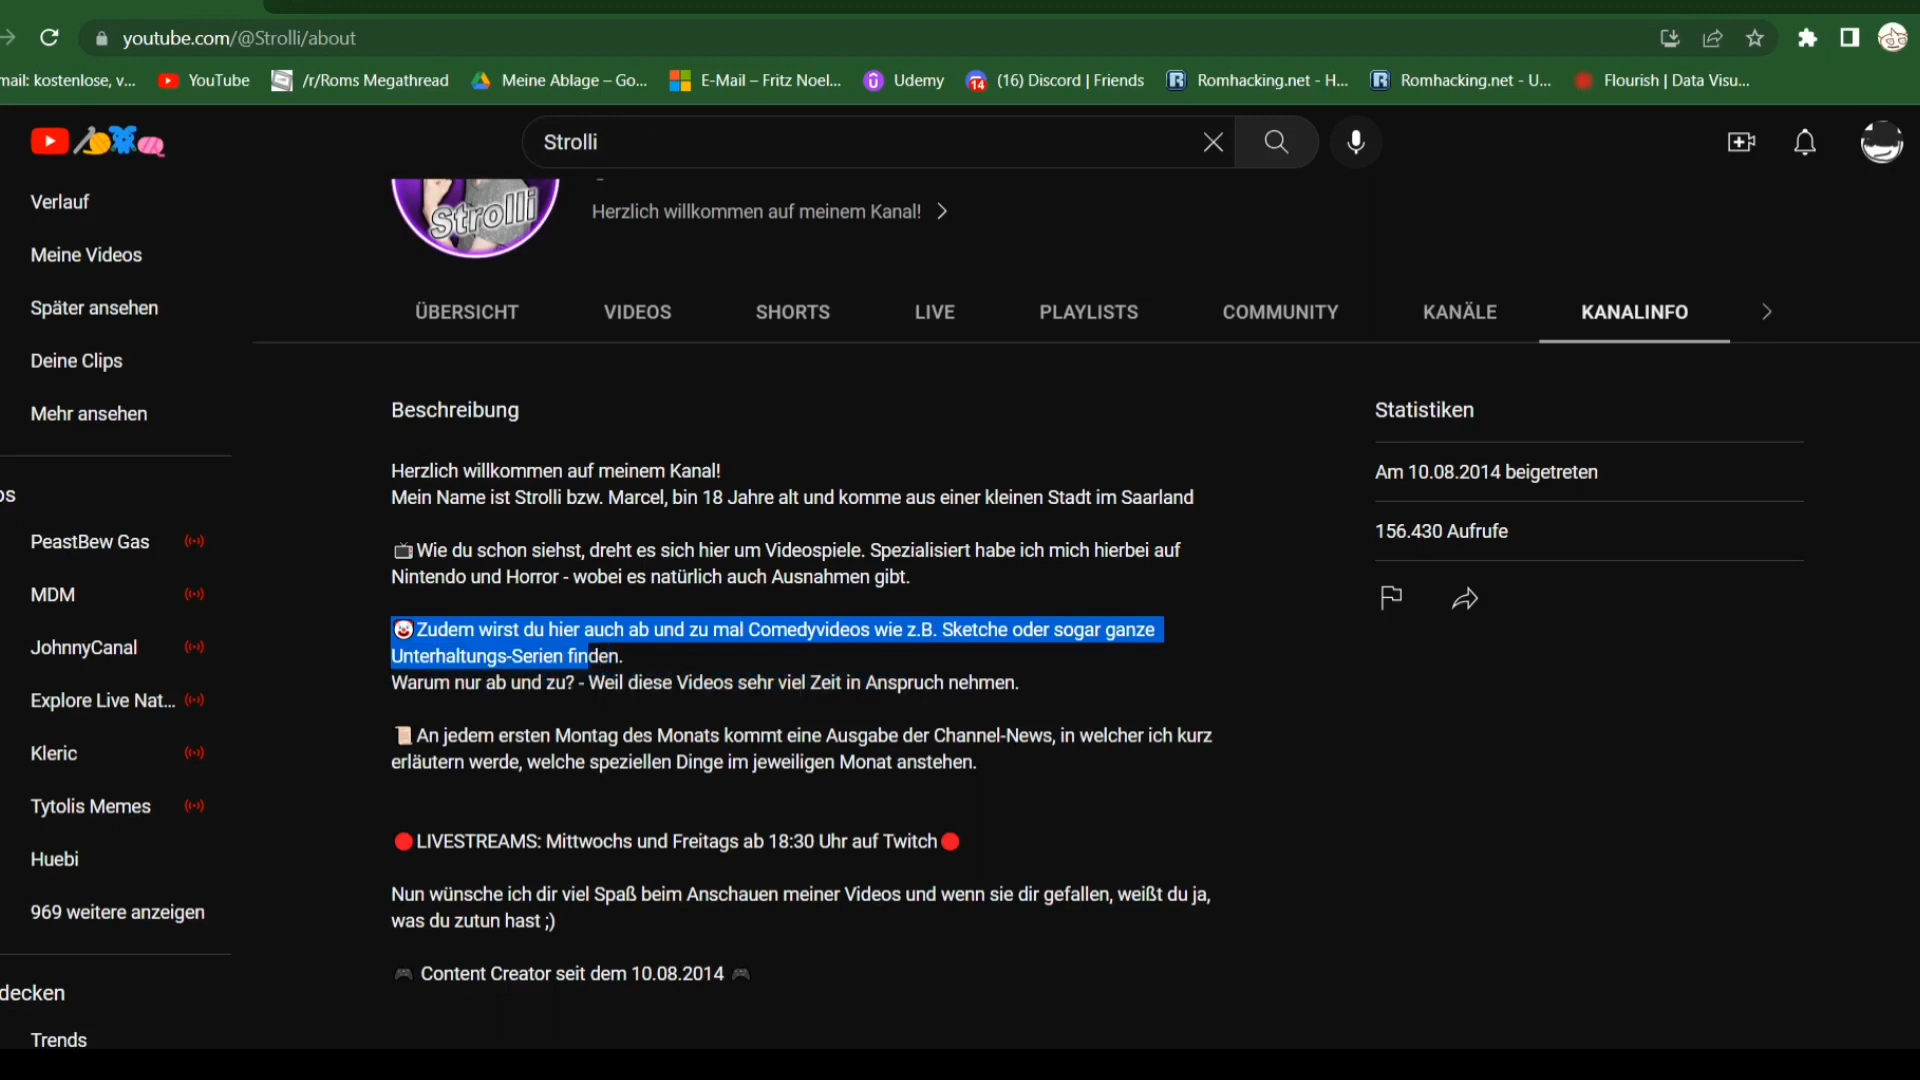 youtube.com/@Strolli/about
mail: kostenlose, v...
YouTube
/r/Roms Megathread
Meine Ablage – Go...
E-Mail – Fritz Noel...
Udemy
14
(16) Discord | Friends
Romhacking.net - H...
Romhacking.net - U...
Flourish | Data Visu...
Strolli
Verlauf
Meine Videos
Später ansehen
Deine Clips
Mehr ansehen
os
PeastBew Gas
MDM
JohnnyCanal
Explore Live Nat...
Kleric
Tytolis Memes
Huebi
969 weitere anzeigen
decken
Trends
Strolli
Herzlich willkommen auf meinem Kanal!
ÜBERSICHT
VIDEOS
SHORTS
LIVE
PLAYLISTS
COMMUNITY
KANÄLE
KANALINFO
Beschreibung
Herzlich willkommen auf meinem Kanal!
Mein Name ist Strolli bzw. Marcel, bin 18 Jahre alt und komme aus einer kleinen Stadt im Saarland
📺Wie du schon siehst, dreht es sich hier um Videospiele. Spezialisiert habe ich mich hierbei auf
Nintendo und Horror - wobei es natürlich auch Ausnahmen gibt.
🤡Zudem wirst du hier auch ab und zu mal Comedyvideos wie z.B. Sketche oder sogar ganze
Unterhaltungs-Serien finden.
Warum nur ab und zu? - Weil diese Videos sehr viel Zeit in Anspruch nehmen.
📜An jedem ersten Montag des Monats kommt eine Ausgabe der Channel-News, in welcher ich kurz
erläutern werde, welche speziellen Dinge im jeweiligen Monat anstehen.
🔴LIVESTREAMS: Mittwochs und Freitags ab 18:30 Uhr auf Twitch🔴
Nun wünsche ich dir viel Spaß beim Anschauen meiner Videos und wenn sie dir gefallen, weißt du ja,
was du zutun hast ;)
🎮 Content Creator seit dem 10.08.2014 🎮
Statistiken
Am 10.08.2014 beigetreten
156.430 Aufrufe